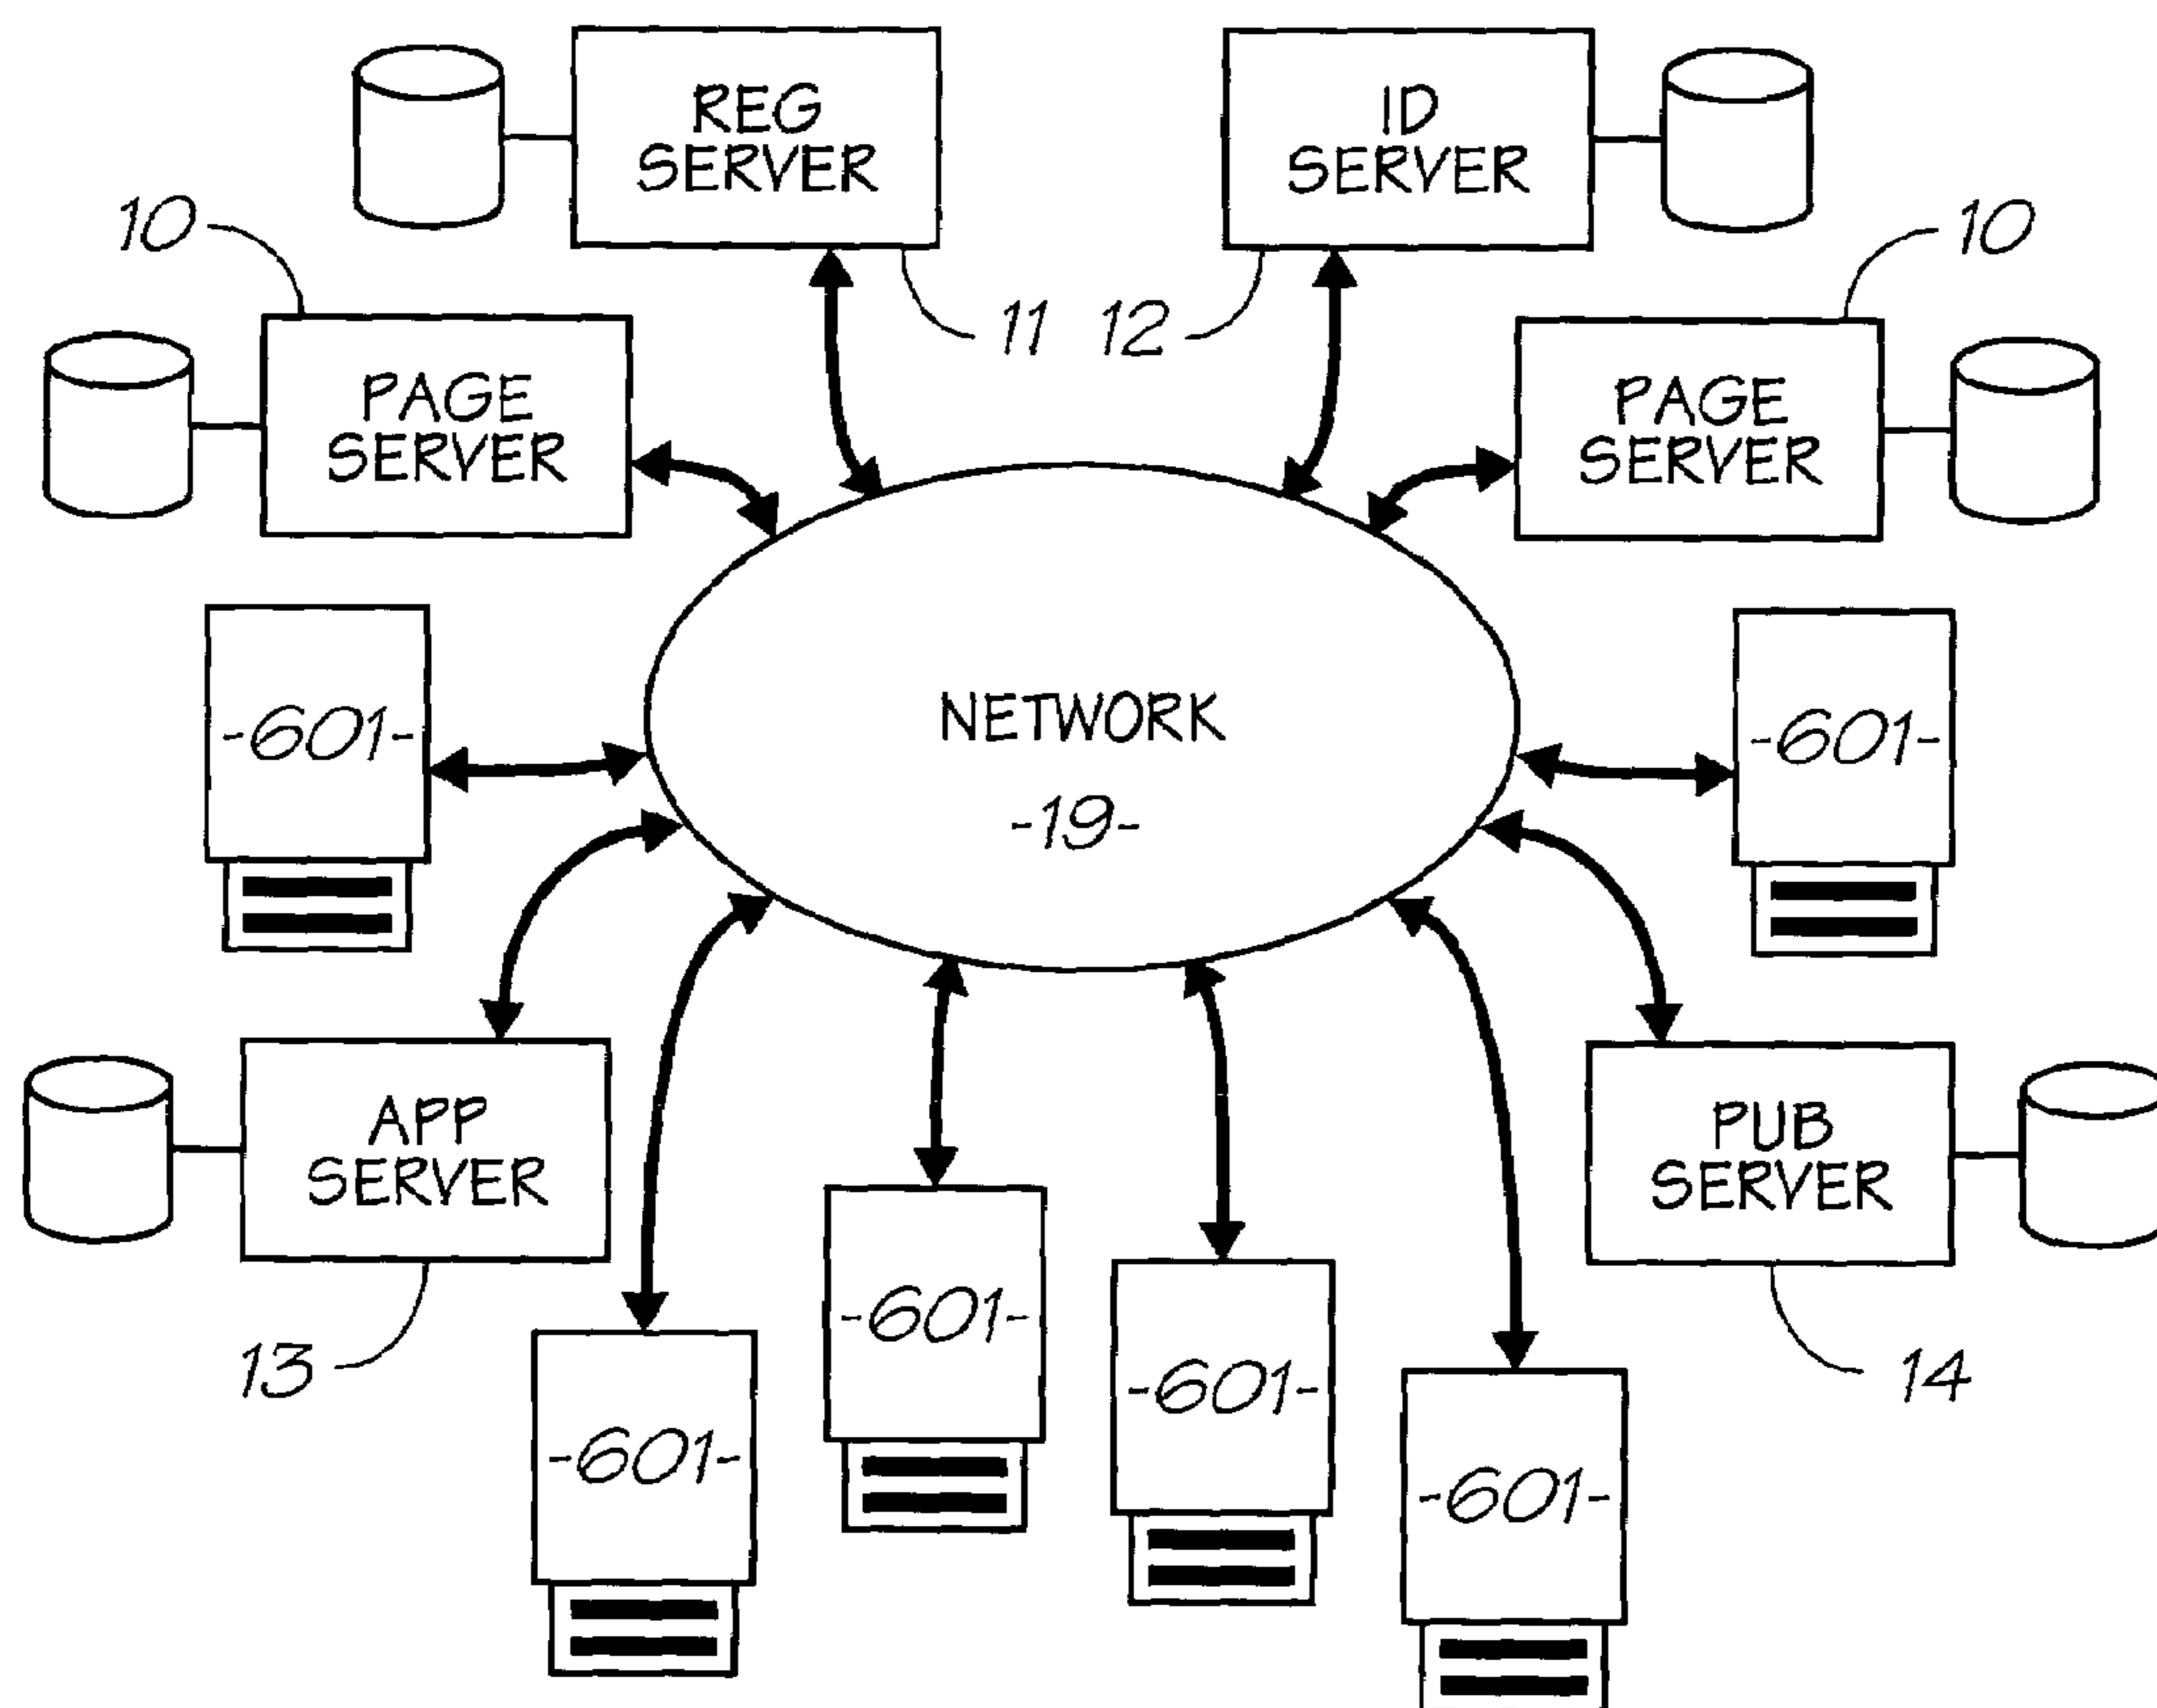 REG
SERVER
ID
SERVER
10
10
11
12
PAGE
SERVER
PAGE
SERVER
-601-
NETWORK
-19-
-601-
APP
SERVER
PUB
SERVER
13
14
-601-
-601-
-601-
-601-